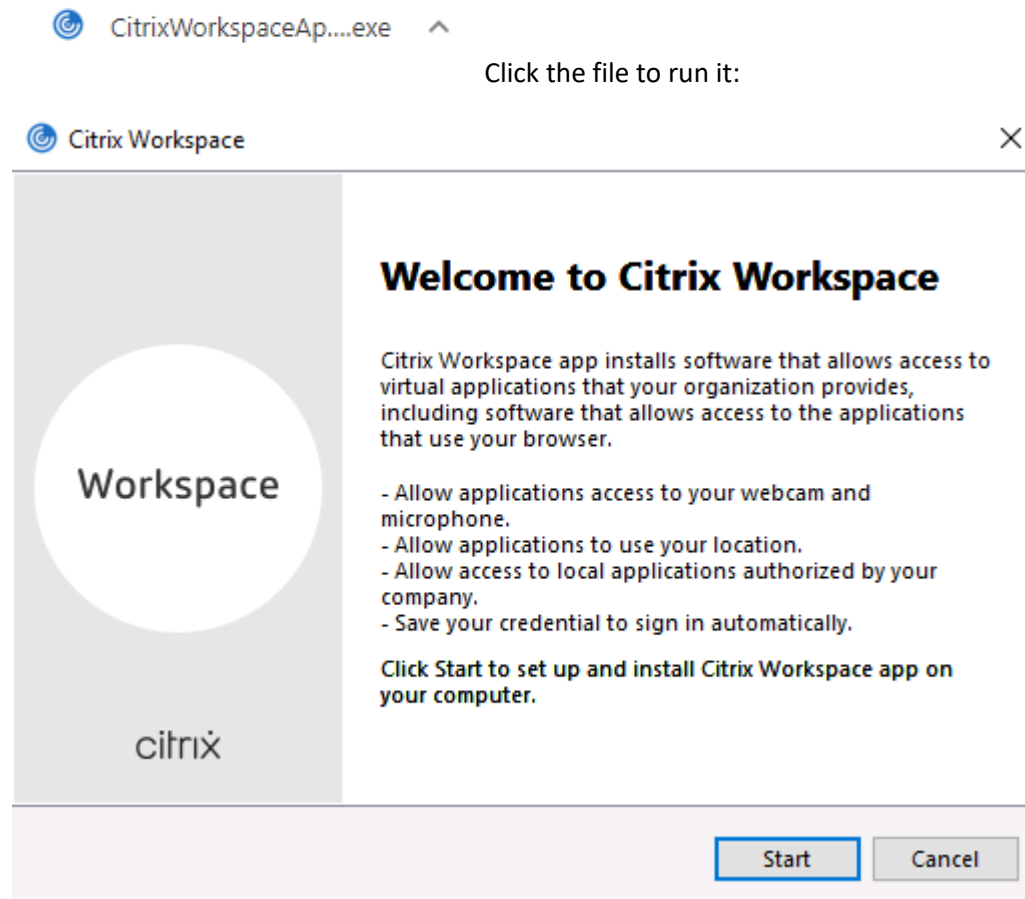 CitrixWorkspaceAp....exe
Click the file to run it:
Citrix Workspace
Welcome to Citrix Workspace
Citrix Workspace app installs software that allows access to
virtual applications that your organization provides,
including software that allows access to the applications
that use your browser.
- Allow applications access to your webcam and
microphone.
- Allow applications to use your location.
- Allow access to local applications authorized by your
company.
- Save your credential to sign in automatically.
Click Start to set up and install Citrix Workspace app on
your computer.
Workspace
citrix
Start Cancel